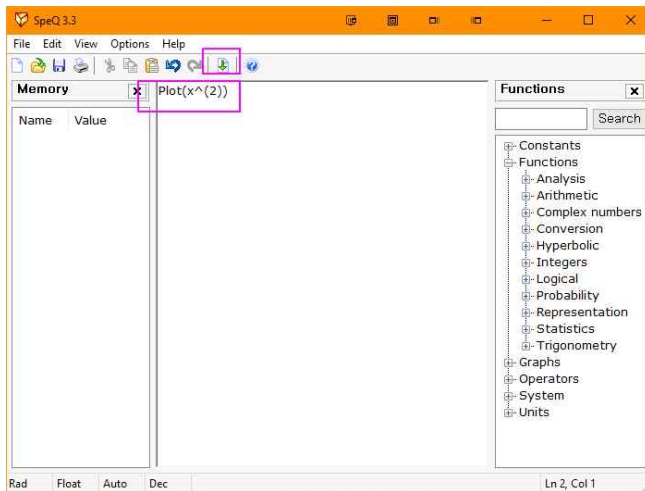 SpeQ 3.3
File Edit View Options Help
Memory
Name Value
Plot(x^(2))
Functions
Search
Constants
Functions
Analysis
Arithmetic
Complex numbers
Conversion
Hyperbolic
Integers
Logical
Probability
Representation
Statistics
Trigonometry
Graphs
Operators
System
Units
Rad Float Auto Dec Ln 2, Col 1